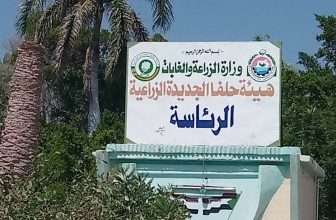 بسم الله الرحمن الرحيم
وزارة الزراعة والغابات
هيئة حلفا الجديدة الزراعية
الرئاسة